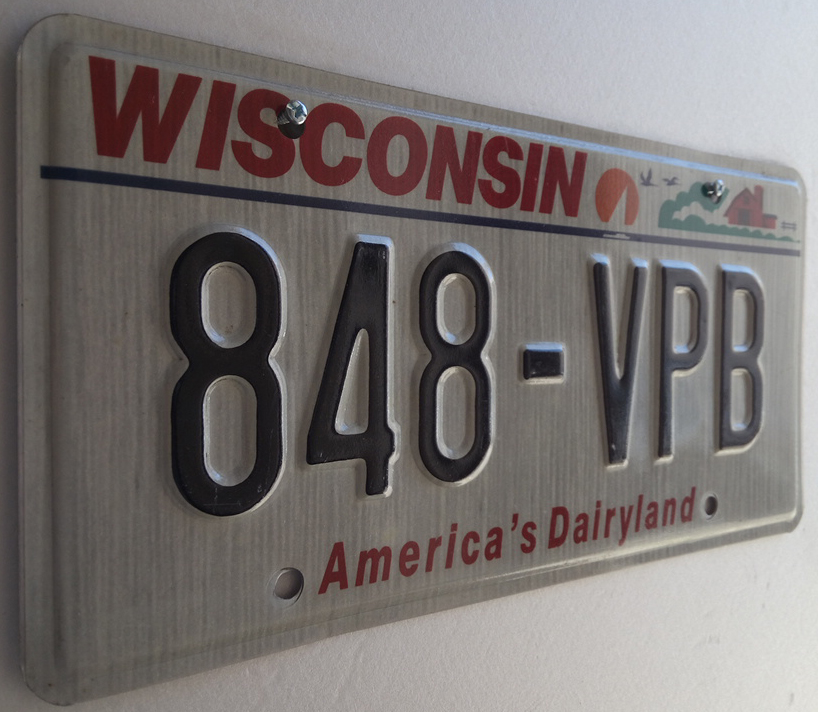 WISCONSIN
848-VPB
America's Dairyland